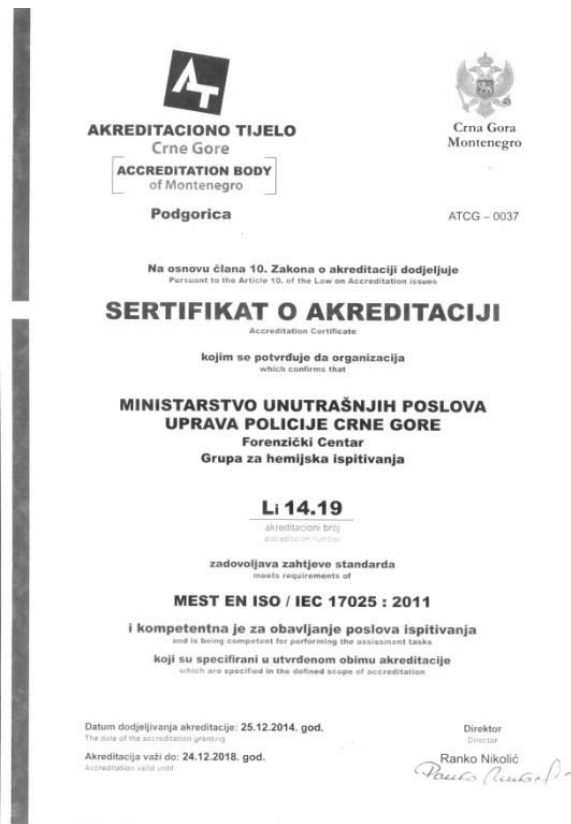 AT
AKREDITACIONO TIJELO
Crne Gore
ACCREDITATION BODY
of Montenegro
Podgorica
Crna Gora
Montenegro
ATCG – 0037
Na osnovu člana 10. Zakona o akreditaciji dodjeljuje
Pursuant to the Article 10. of the Law on Accreditation issues
SERTIFIKAT O AKREDITACIJI
Accreditation Certificate
kojim se potvrđuje da organizacija
which confirms that
MINISTARSTVO UNUTRAŠNJIH POSLOVA
UPRAVA POLICIJE CRNE GORE
Forenzički Centar
Grupa za hemijska ispitivanja
Li 14.19
akreditacioni broj
accreditation number
zadovoljava zahtjeve standarda
meets requirements of
MEST EN ISO / IEC 17025 : 2011
i kompetentna je za obavljanje poslova ispitivanja
and is being competent for performing the assissment tasks
koji su specifirani u utvrđenom obimu akreditacije
which are specified in the defined scope of accreditation
Datum dodjeljivanja akreditacije: 25.12.2014. god.
The date of the accreditation granting
Akreditacija važi do: 24.12.2018. god.
Accreditation valid until
Direktor
Director
Ranko Nikolić